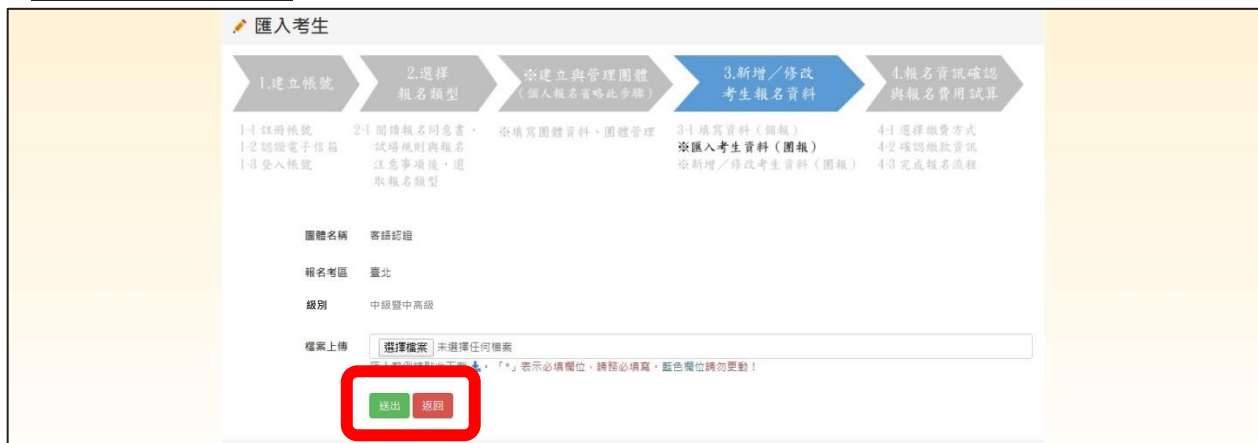 匯入考生
1.建立帳號
2.選擇
報名類型
※建立與管理團體
(個人報名省略此步驟)
3.新增／修改
考生報名資料
4.報名資訊確認
與報名費用試算
1-1 註冊帳號
1-2 認證電子信箱
1-3 登入帳號
2-1 閱讀報名同意書、
試場規則與報名
注意事項後，選
取報名類型
※填寫團體資料、團體管理
3-1 填寫資料（個報）
※匯入考生資料（團報）
※新增／修改考生資料（團報）
4-1 選擇繳費方式
4-2 確認繳款資訊
4-3 完成報名流程
團體名稱 客語認證
報名考區 臺北
級別 中級暨中高級
檔案上傳 選擇檔案 未選擇任何檔案
「*」表示必填欄位，請務必填寫。藍色欄位請勿更動！
送出 返回